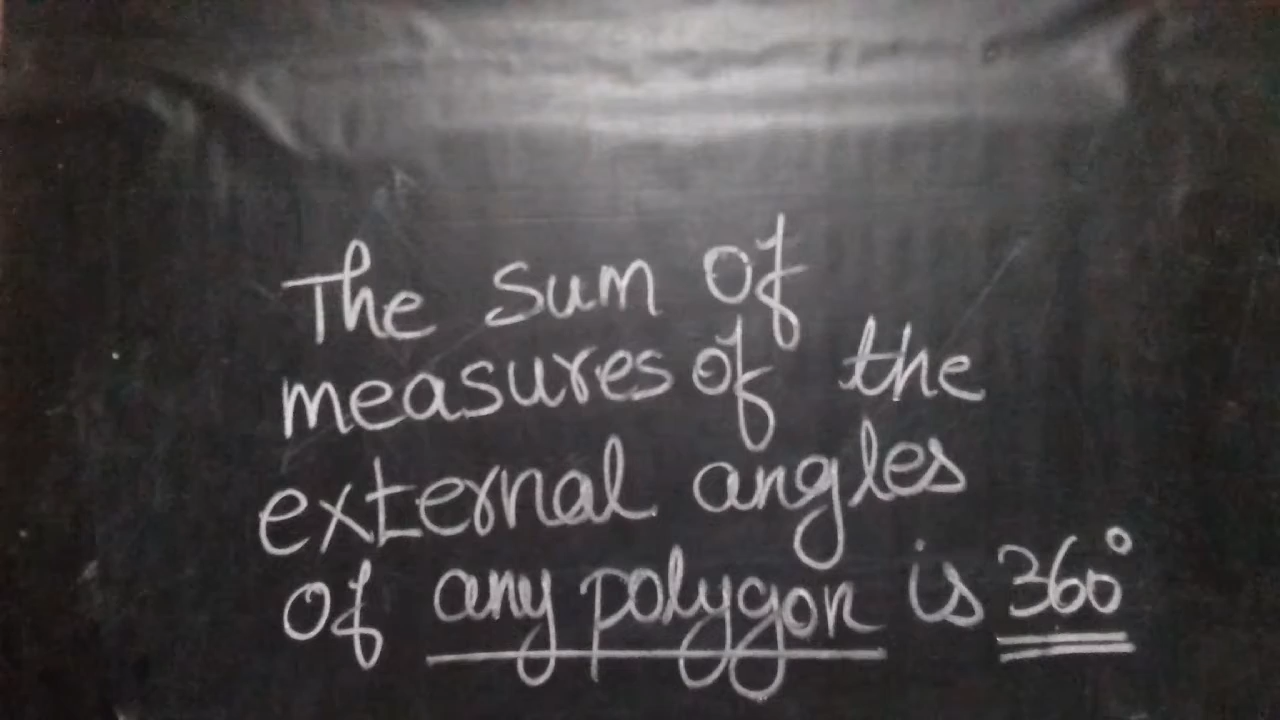 The sum of
measures of the
external angles
of any polygon is 360°